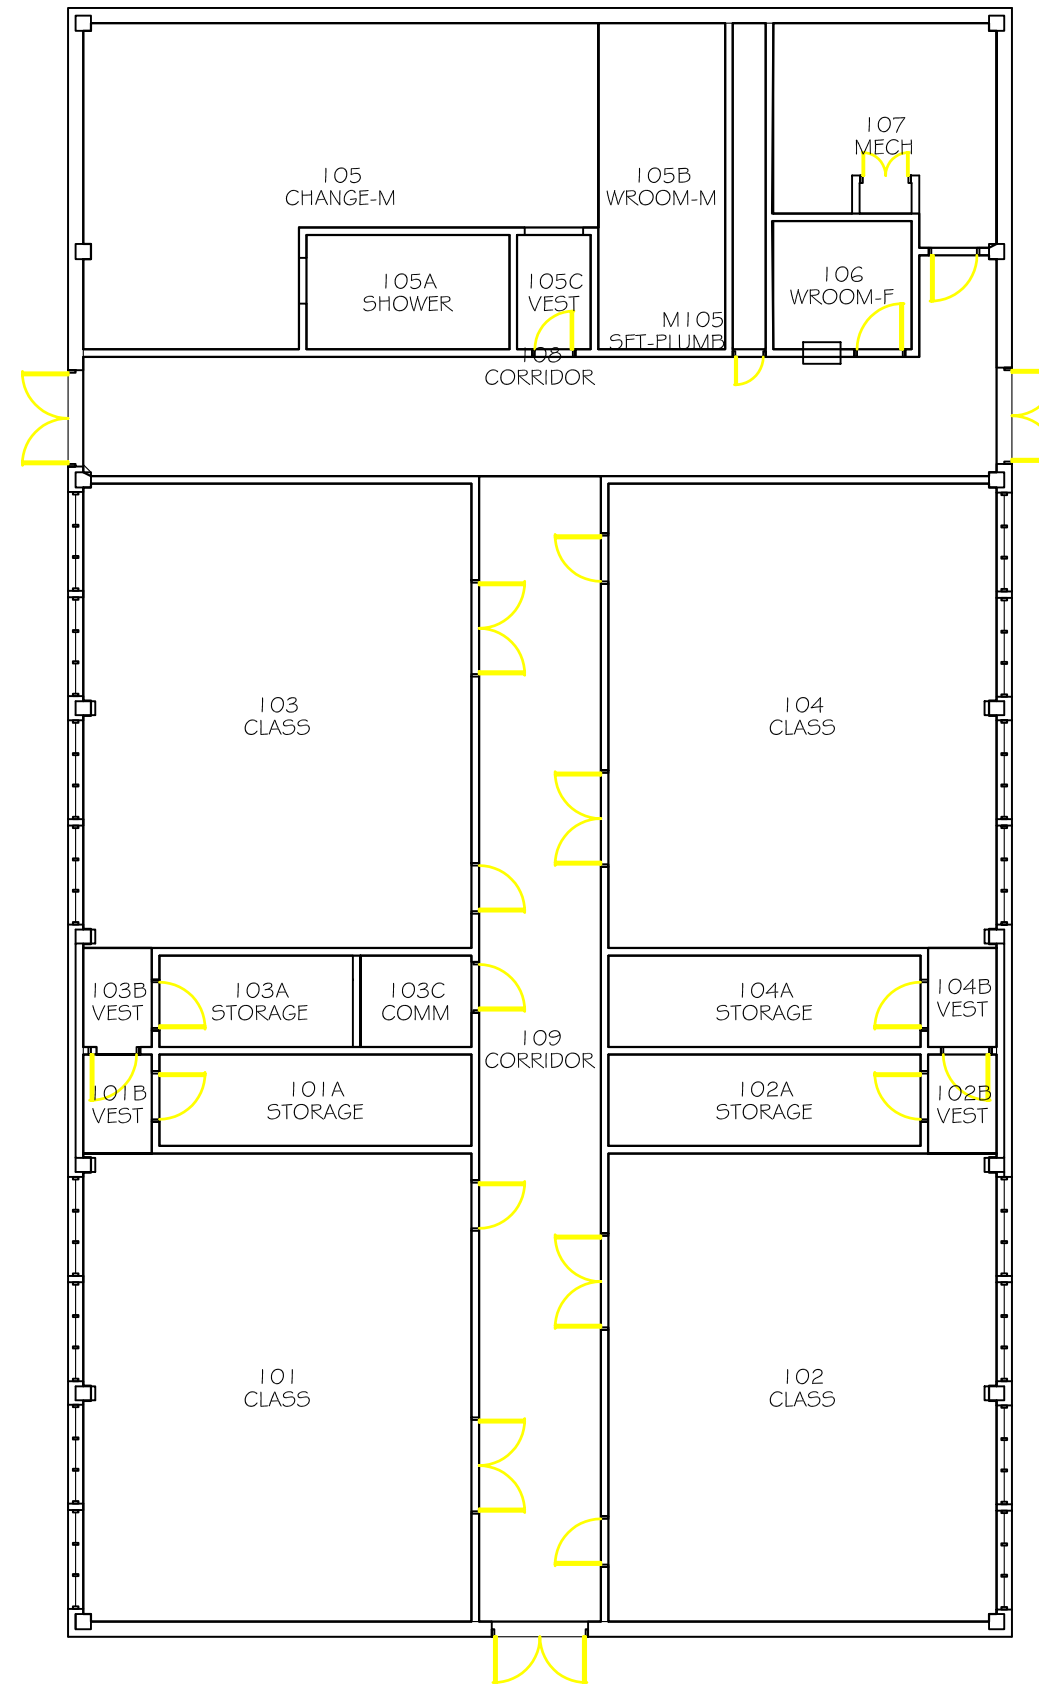 107
MECH
105
CHANGE-M
105B
WROOM-M
105A
SHOWER
105C
VEST
106
WROOM-F
M105
SFT-PLUMB
108
CORRIDOR
103
CLASS
104
CLASS
103B
VEST
103A
STORAGE
103C
COMM
104A
STORAGE
104B
VEST
109
CORRIDOR
101B
VEST
101A
STORAGE
102A
STORAGE
102B
VEST
101
CLASS
102
CLASS